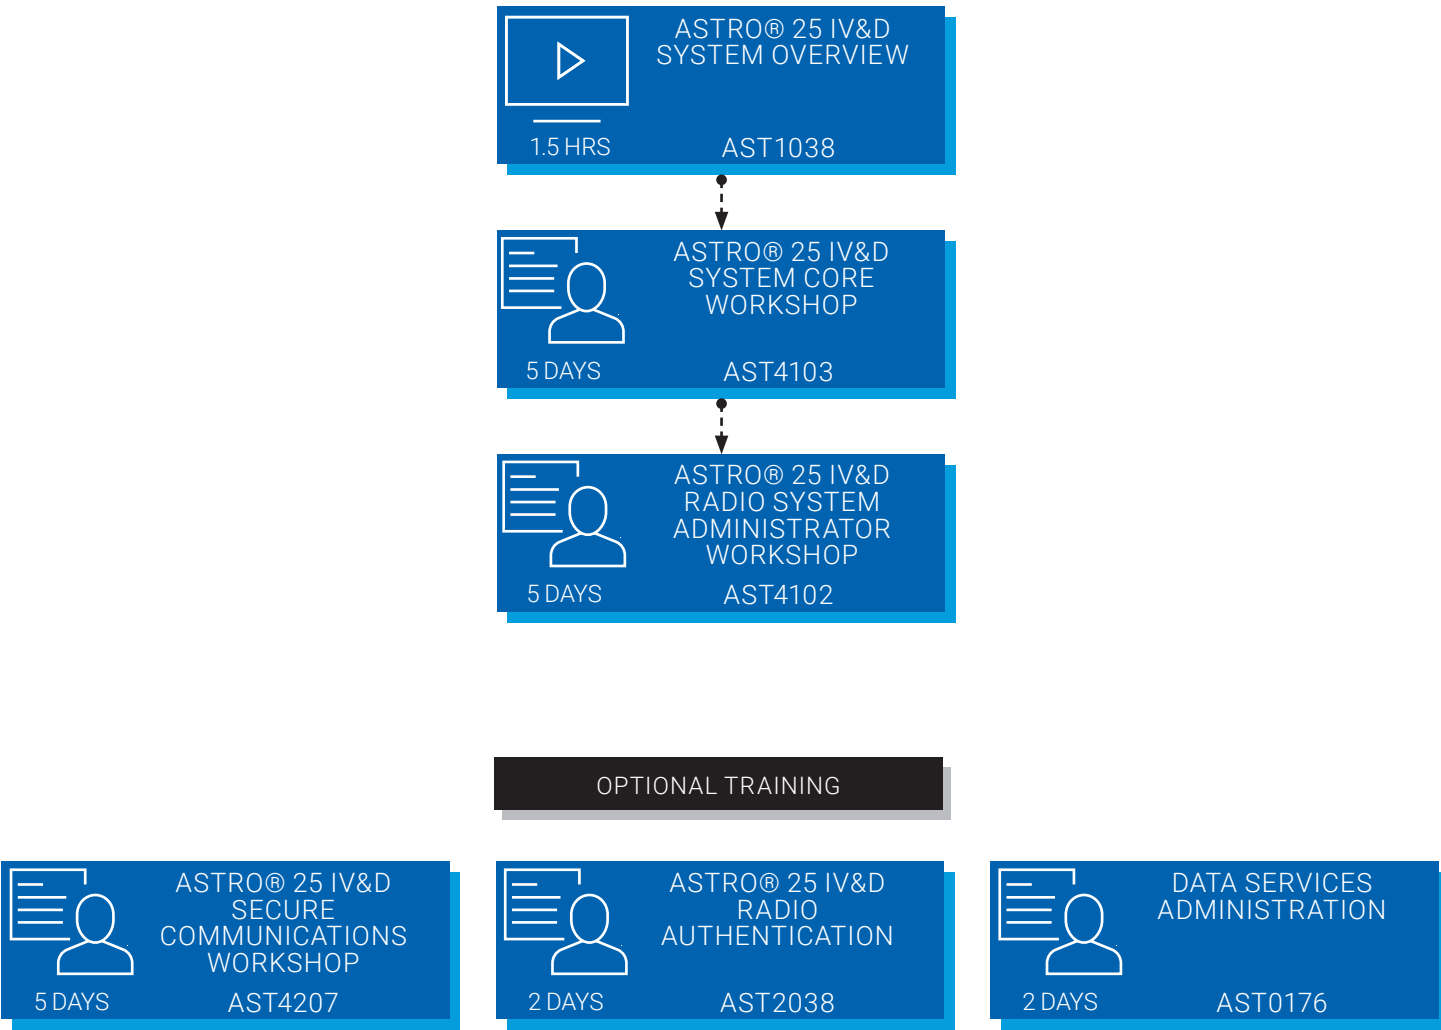 ASTRO® 25 IV&D
SYSTEM OVERVIEW
1.5 HRS
AST1038
ASTRO® 25 IV&D
SYSTEM CORE
WORKSHOP
5 DAYS
AST4103
ASTRO® 25 IV&D
RADIO SYSTEM
ADMINISTRATOR
WORKSHOP
5 DAYS
AST4102
OPTIONAL TRAINING
ASTRO® 25 IV&D
SECURE
COMMUNICATIONS
WORKSHOP
5 DAYS
AST4207
ASTRO® 25 IV&D
RADIO
AUTHENTICATION
2 DAYS
AST2038
DATA SERVICES
ADMINISTRATION
2 DAYS
AST0176